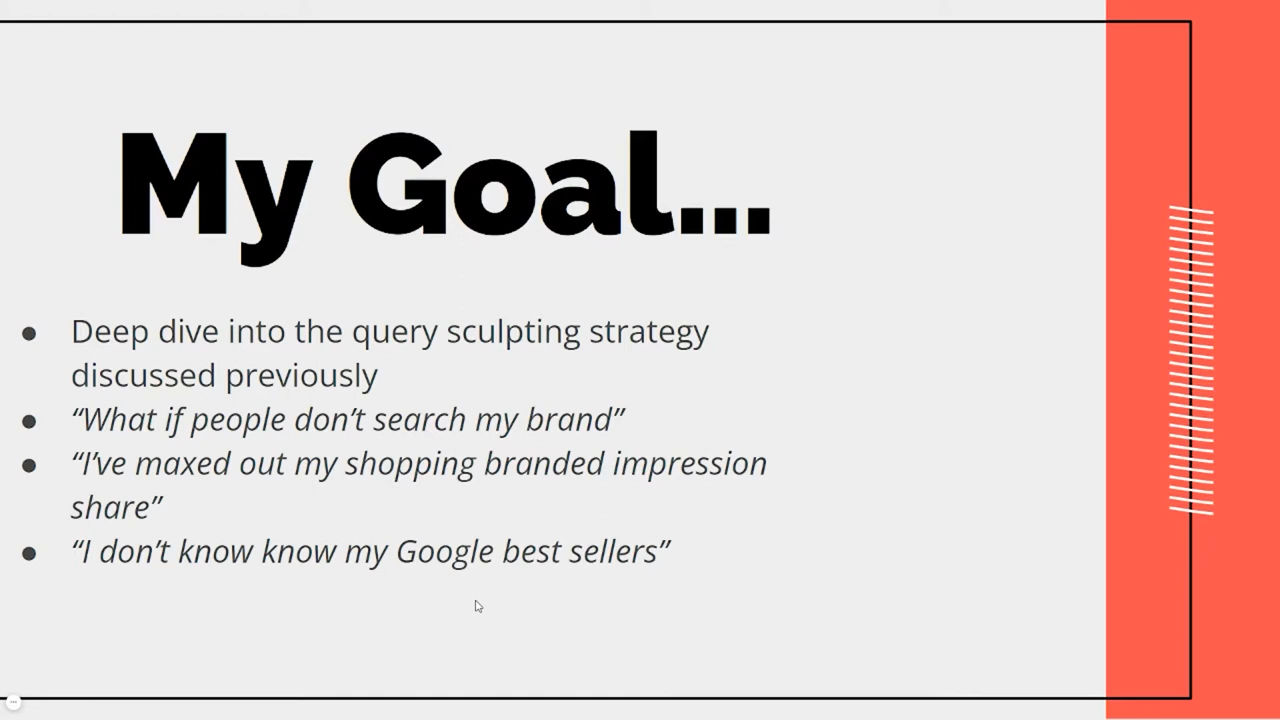 My Goal...
● Deep dive into the query sculpting strategy
discussed previously
● “What if people don’t search my brand”
● “I’ve maxed out my shopping branded impression
share”
● “I don’t know know my Google best sellers”